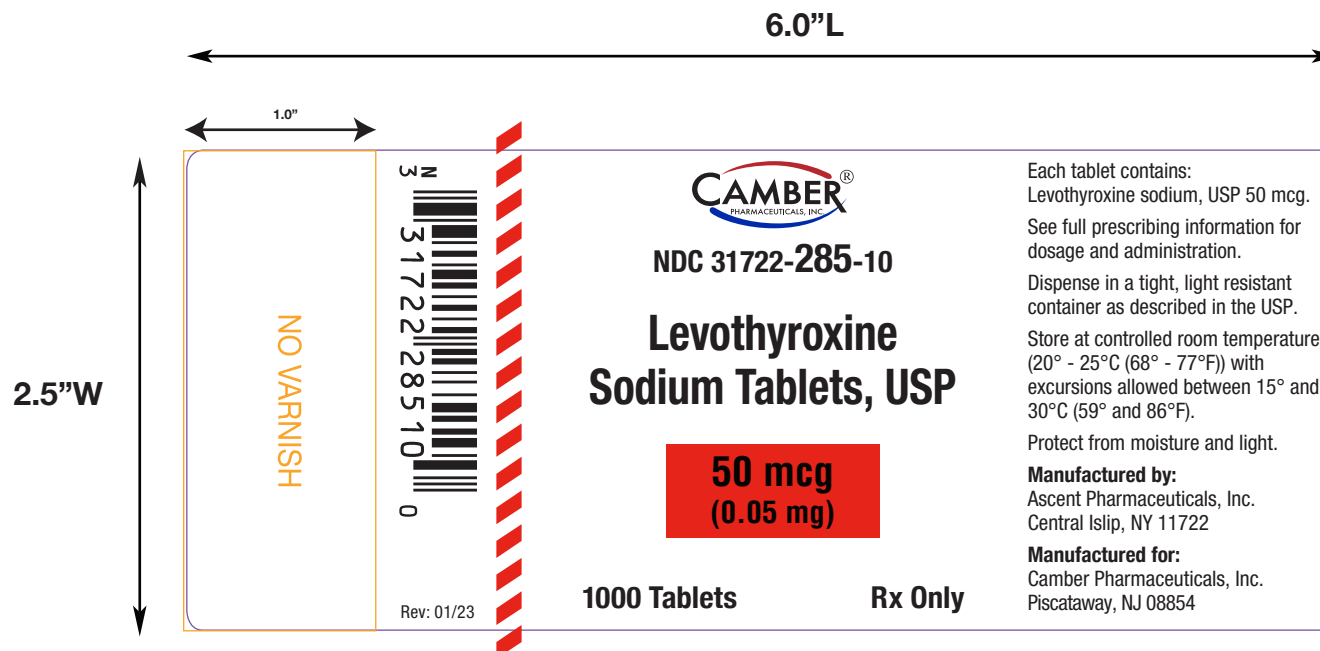 6.0”L
1.0”
2.5”W
NO VARNISH
N
3
31722 28510
0
Rev: 01/23
CAMBER®
PHARMACEUTICALS, INC.
NDC 31722-285-10
Levothyroxine
Sodium Tablets, USP
50 mcg
(0.05 mg)
1000 Tablets
Rx Only
Each tablet contains:
Levothyroxine sodium, USP 50 mcg.
See full prescribing information for
dosage and administration.
Dispense in a tight, light resistant
container as described in the USP.
Store at controlled room temperature
(20° - 25°C (68° - 77°F)) with
excursions allowed between 15° and
30°C (59° and 86°F).
Protect from moisture and light.
Manufactured by:
Ascent Pharmaceuticals, Inc.
Central Islip, NY 11722
Manufactured for:
Camber Pharmaceuticals, Inc.
Piscataway, NJ 08854